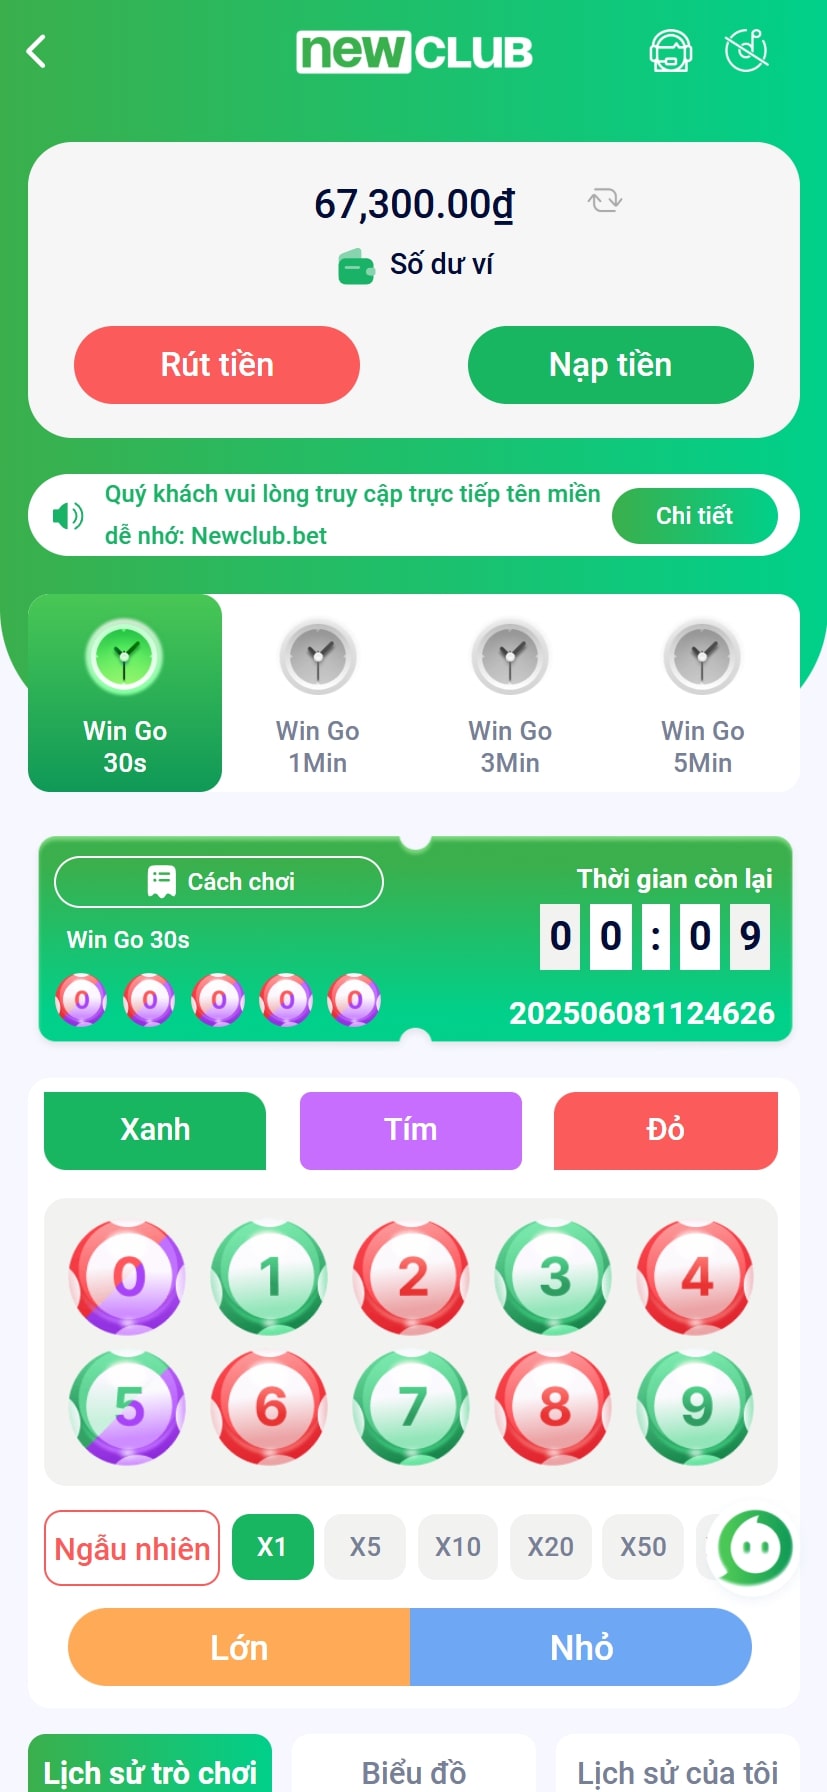 new CLUB
67,300.00₫
Số dư ví
Rút tiền
Nạp tiền
Quý khách vui lòng truy cập trực tiếp tên miền
dễ nhớ: Newclub.bet
Chi tiết
Win Go
30s
Win Go
1Min
Win Go
3Min
Win Go
5Min
Cách chơi
Thời gian còn lại
Win Go 30s
0 0 : 0 9
0 0 0 0 0
202506081124626
Xanh
Tím
Đỏ
0 1 2 3 4
5 6 7 8 9
Ngẫu nhiên
X1
X5
X10
X20
X50
Lớn
Nhỏ
Lịch sử trò chơi
Biểu đồ
Lịch sử của tôi